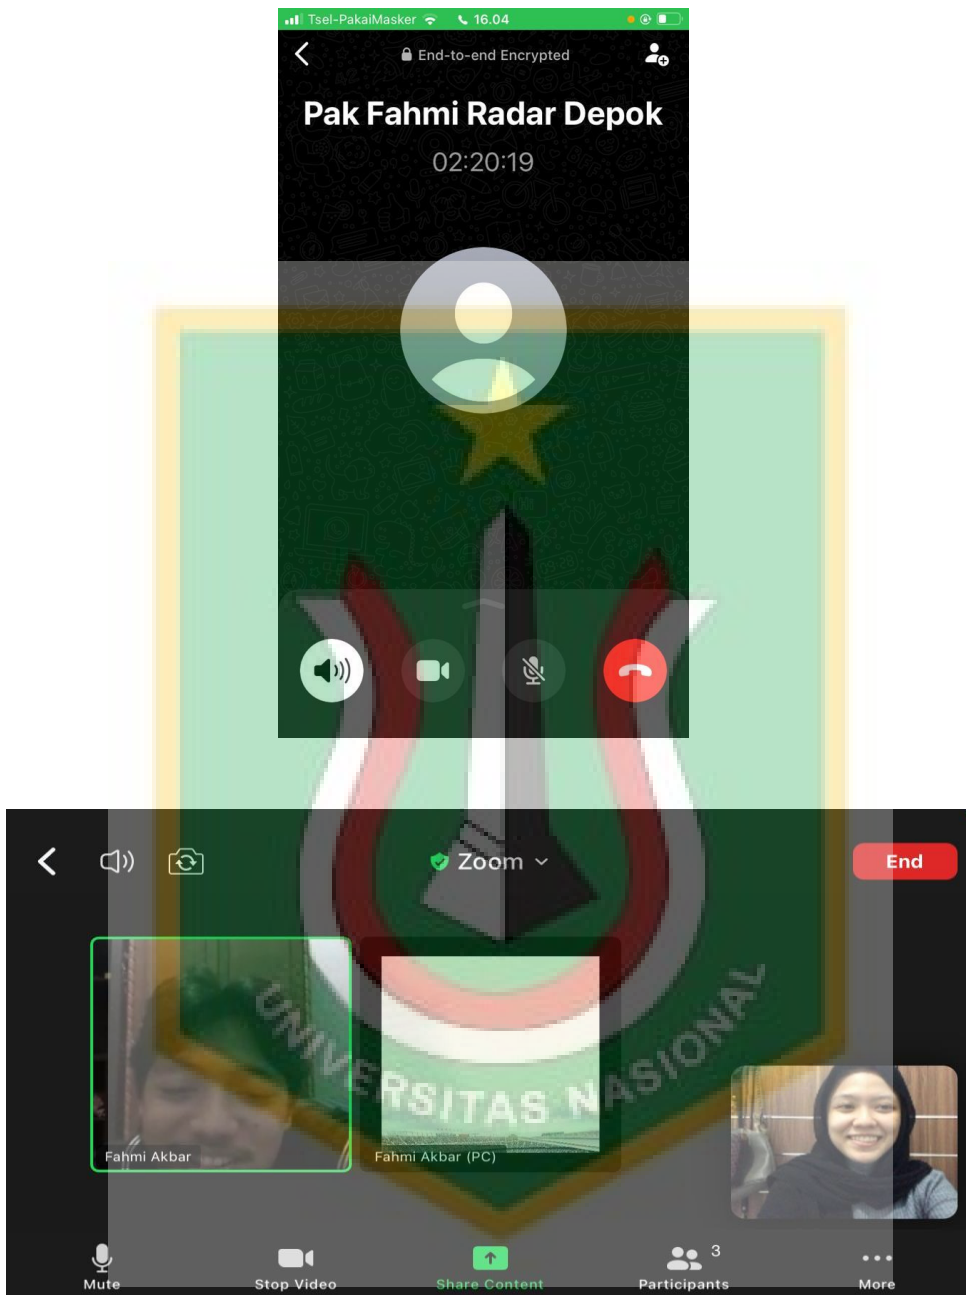 Tsel-PakaiMasker 16.04
End-to-end Encrypted
Pak Fahmi Radar Depok
02:20:19
Zoom
End
UNIVERSITAS NASIONAL
Fahmi Akbar
Fahmi Akbar (PC)
Mute
Stop Video
Share Content
3
Participants
More